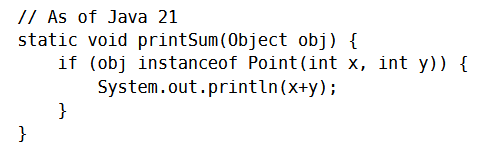 // As of Java 21
static void printSum(Object obj) {
    if (obj instanceof Point(int x, int y)) {
        System.out.println(x+y);
    }
}